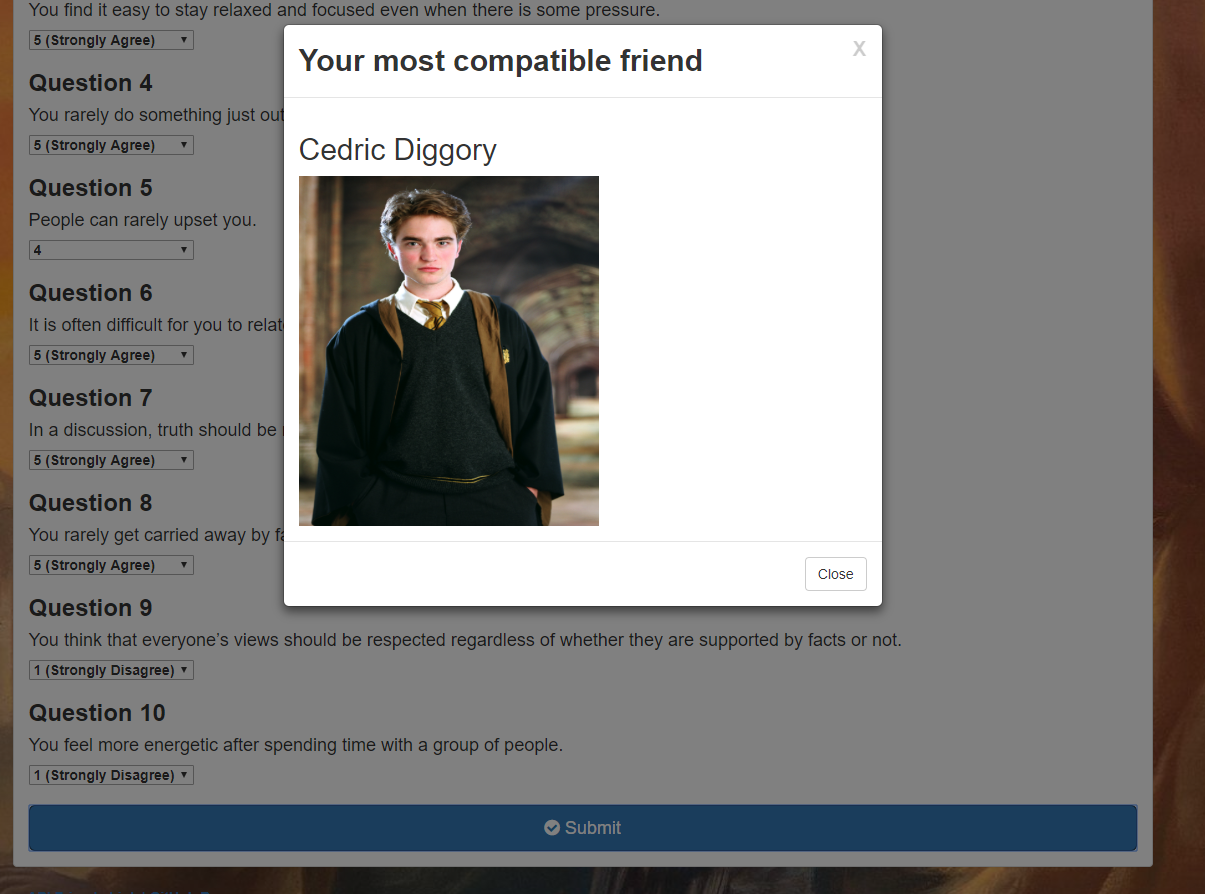 You find it easy to stay relaxed and focused even when there is some pressure.
5 (Strongly Agree)
Your most compatible friend
X
Question 4
You rarely do something just out
5 (Strongly Agree)
Cedric Diggory
Question 5
People can rarely upset you.
4
Question 6
It is often difficult for you to relat
5 (Strongly Agree)
Question 7
In a discussion, truth should be
5 (Strongly Agree)
Question 8
You rarely get carried away by fa
5 (Strongly Agree)
Close
Question 9
You think that everyone’s views should be respected regardless of whether they are supported by facts or not.
1 (Strongly Disagree)
Question 10
You feel more energetic after spending time with a group of people.
1 (Strongly Disagree)
Submit